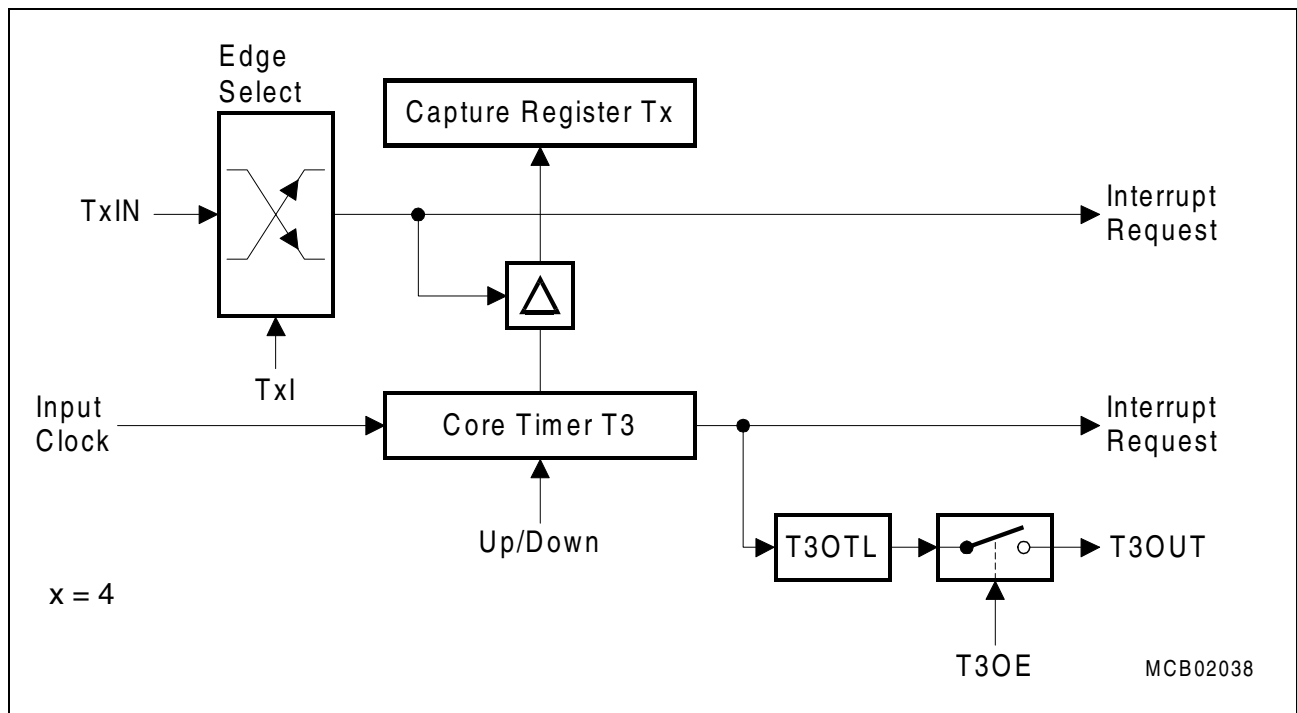 Edge
Select
Capture Register Tx
TxIN
Interrupt
Request
TxI
Input
Clock
Core Timer T3
Interrupt
Request
Up/Down
T3OTL
T3OUT
x = 4
T3OE
MCB02038